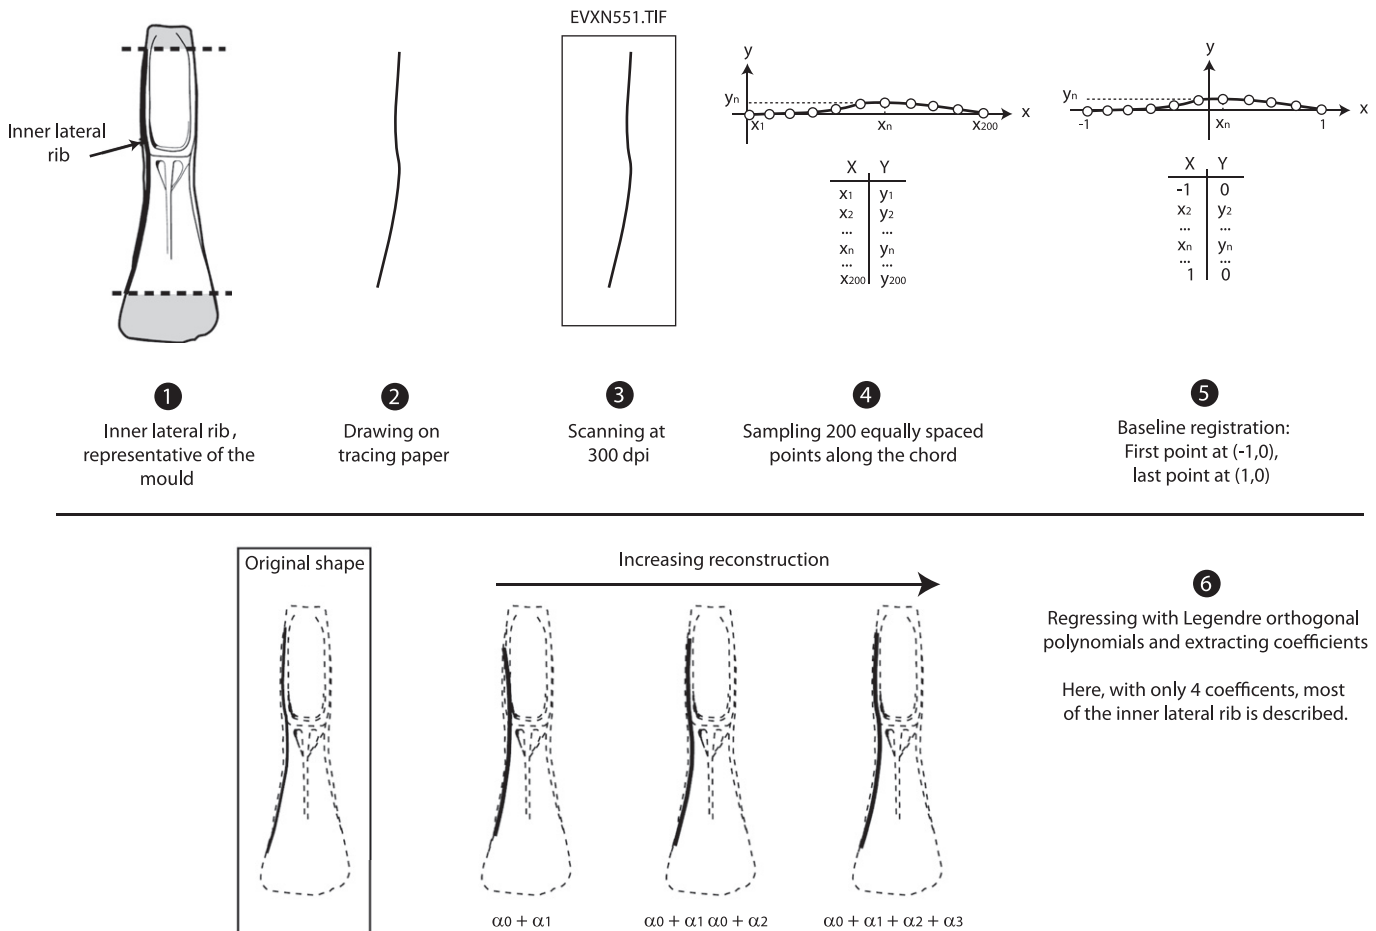 EVXN551.TIF
Inner lateral
rib
y
yn
x1
xn
x200
x
X Y
x1 y1
x2 y2
... ...
xn yn
... ...
x200 y200
y
yn
-1
xn
1
x
X Y
-1 0
x2 y2
... ...
xn yn
... ...
1 0
1
Inner lateral rib,
representative of the
mould
2
Drawing on
tracing paper
3
Scanning at
300 dpi
4
Sampling 200 equally spaced
points along the chord
5
Baseline registration:
First point at (-1,0),
last point at (1,0)
Original shape
Increasing reconstruction
α0 + α1
α0 + α1 α0 + α2
α0 + α1 + α2 + α3
6
Regressing with Legendre orthogonal
polynomials and extracting coefficients
Here, with only 4 coefficents, most
of the inner lateral rib is described.